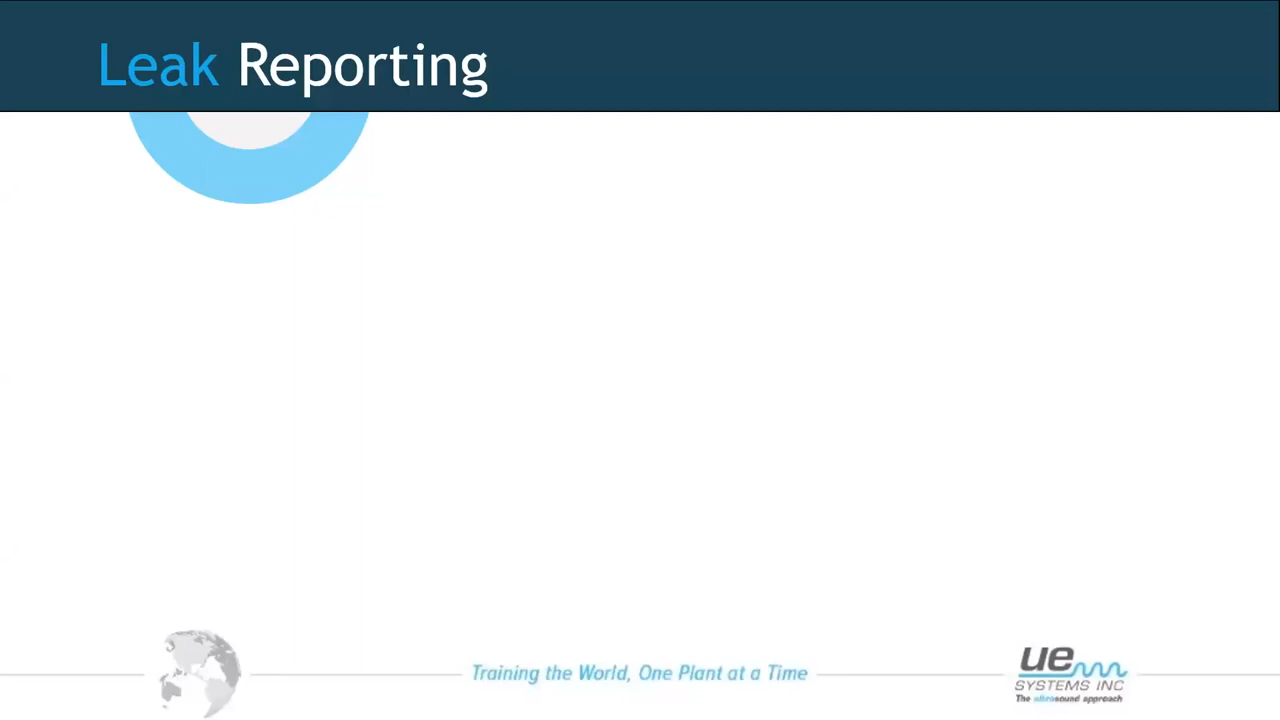 Leak Reporting
Training the World, One Plant at a Time
ue
SYSTEMS INC
The ultrasound approach